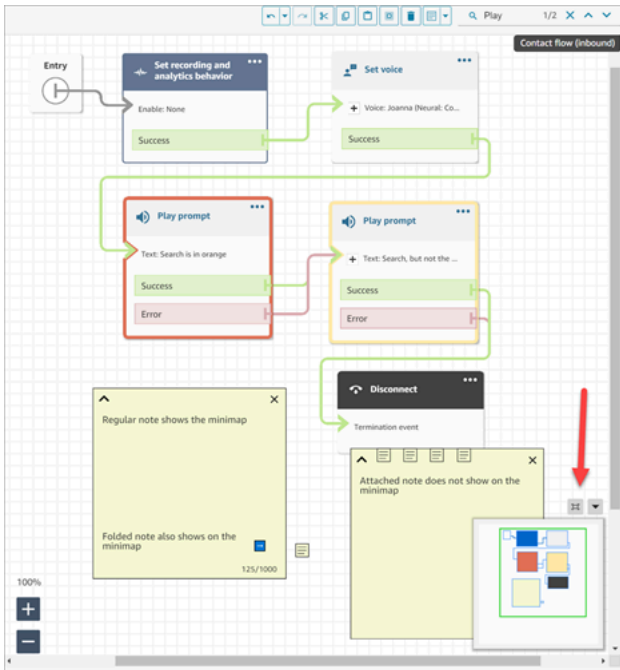 Play 1/2
Contact flow (inbound)
Entry
Set recording and
analytics behavior
Enable: None
Success
Set voice
Voice: Joanna (Neural: Co...
Success
Play prompt
Text: Search is in orange
Success
Error
Play prompt
Text: Search, but not the ...
Success
Error
Disconnect
Termination event
Regular note shows the minimap
Folded note also shows on the
minimap
125/1000
Attached note does not show on the
minimap
100%